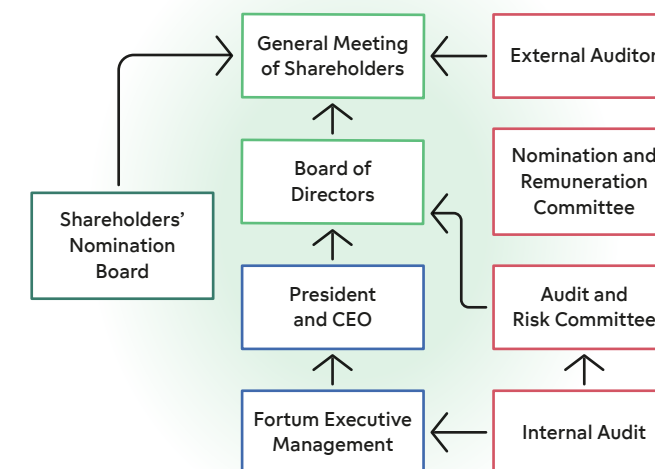 General Meeting
of Shareholders
External Auditor
Board of
Directors
Nomination and
Remuneration
Committee
Shareholders’
Nomination
Board
President
and CEO
Audit and
Risk Committee
Fortum Executive
Management
Internal Audit